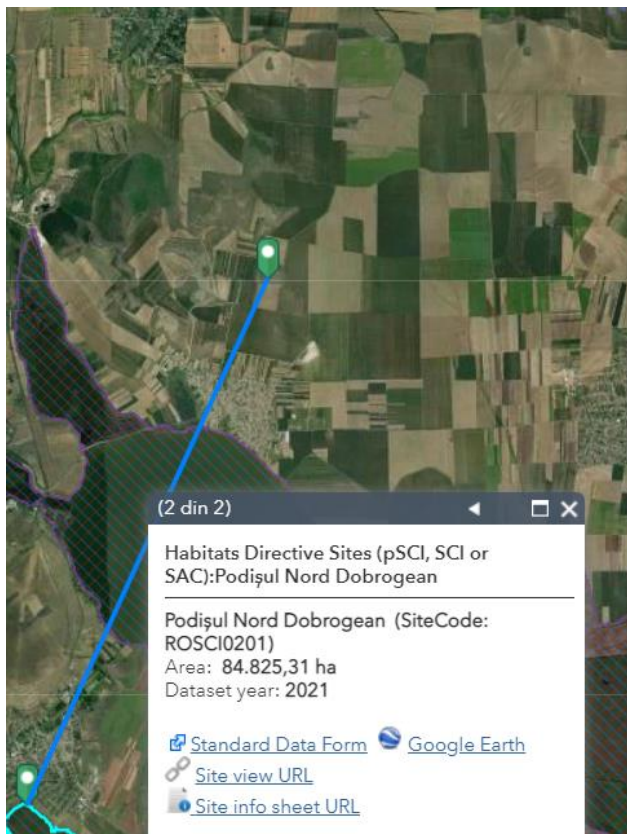 (2 din 2)
Habitats Directive Sites (pSCI, SCI or
SAC):Podișul Nord Dobrogean
Podișul Nord Dobrogean (SiteCode:
ROSCI0201)
Area: 84.825,31 ha
Dataset year: 2021
Standard Data Form Google Earth
Site view URL
Site info sheet URL